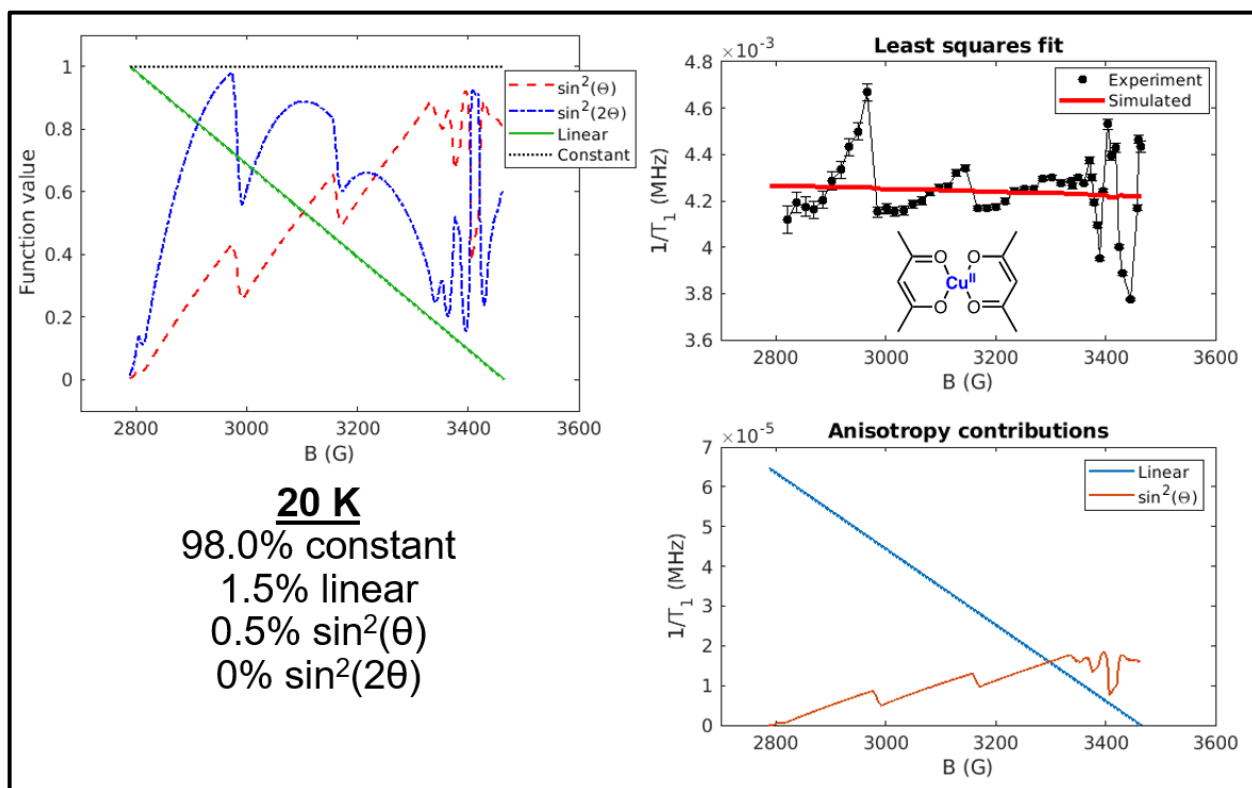 1
0.8
0.6
0.4
0.2
0
Function value
2800 3000 3200 3400 3600
B (G)
sin²(Θ)
sin²(2Θ)
Linear
Constant
20 K
98.0% constant
1.5% linear
0.5% sin²(θ)
0% sin²(2θ)
×10⁻³
Least squares fit
4.8
4.6
4.4
4.2
4
3.8
3.6
1/T₁ (MHz)
Experiment
Simulated
O O
Cu^II
O O
2800 3000 3200 3400 3600
B (G)
×10⁻⁵
Anisotropy contributions
7
6
5
4
3
2
1
0
1/T₁ (MHz)
Linear
sin²(Θ)
2800 3000 3200 3400 3600
B (G)